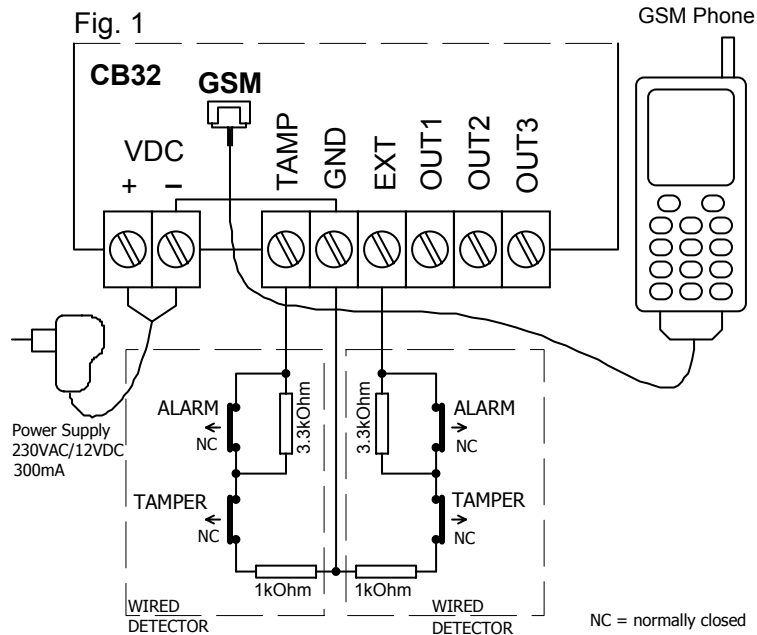 Fig. 1
GSM Phone
CB32
GSM
VDC
+ −
TAMP
GND
EXT
OUT1
OUT2
OUT3
ALARM
NC
3.3kOhm
3.3kOhm
ALARM
NC
Power Supply
230VAC/12VDC
300mA
TAMPER
NC
TAMPER
NC
1kOhm
1kOhm
WIRED
DETECTOR
WIRED
DETECTOR
NC = normally closed